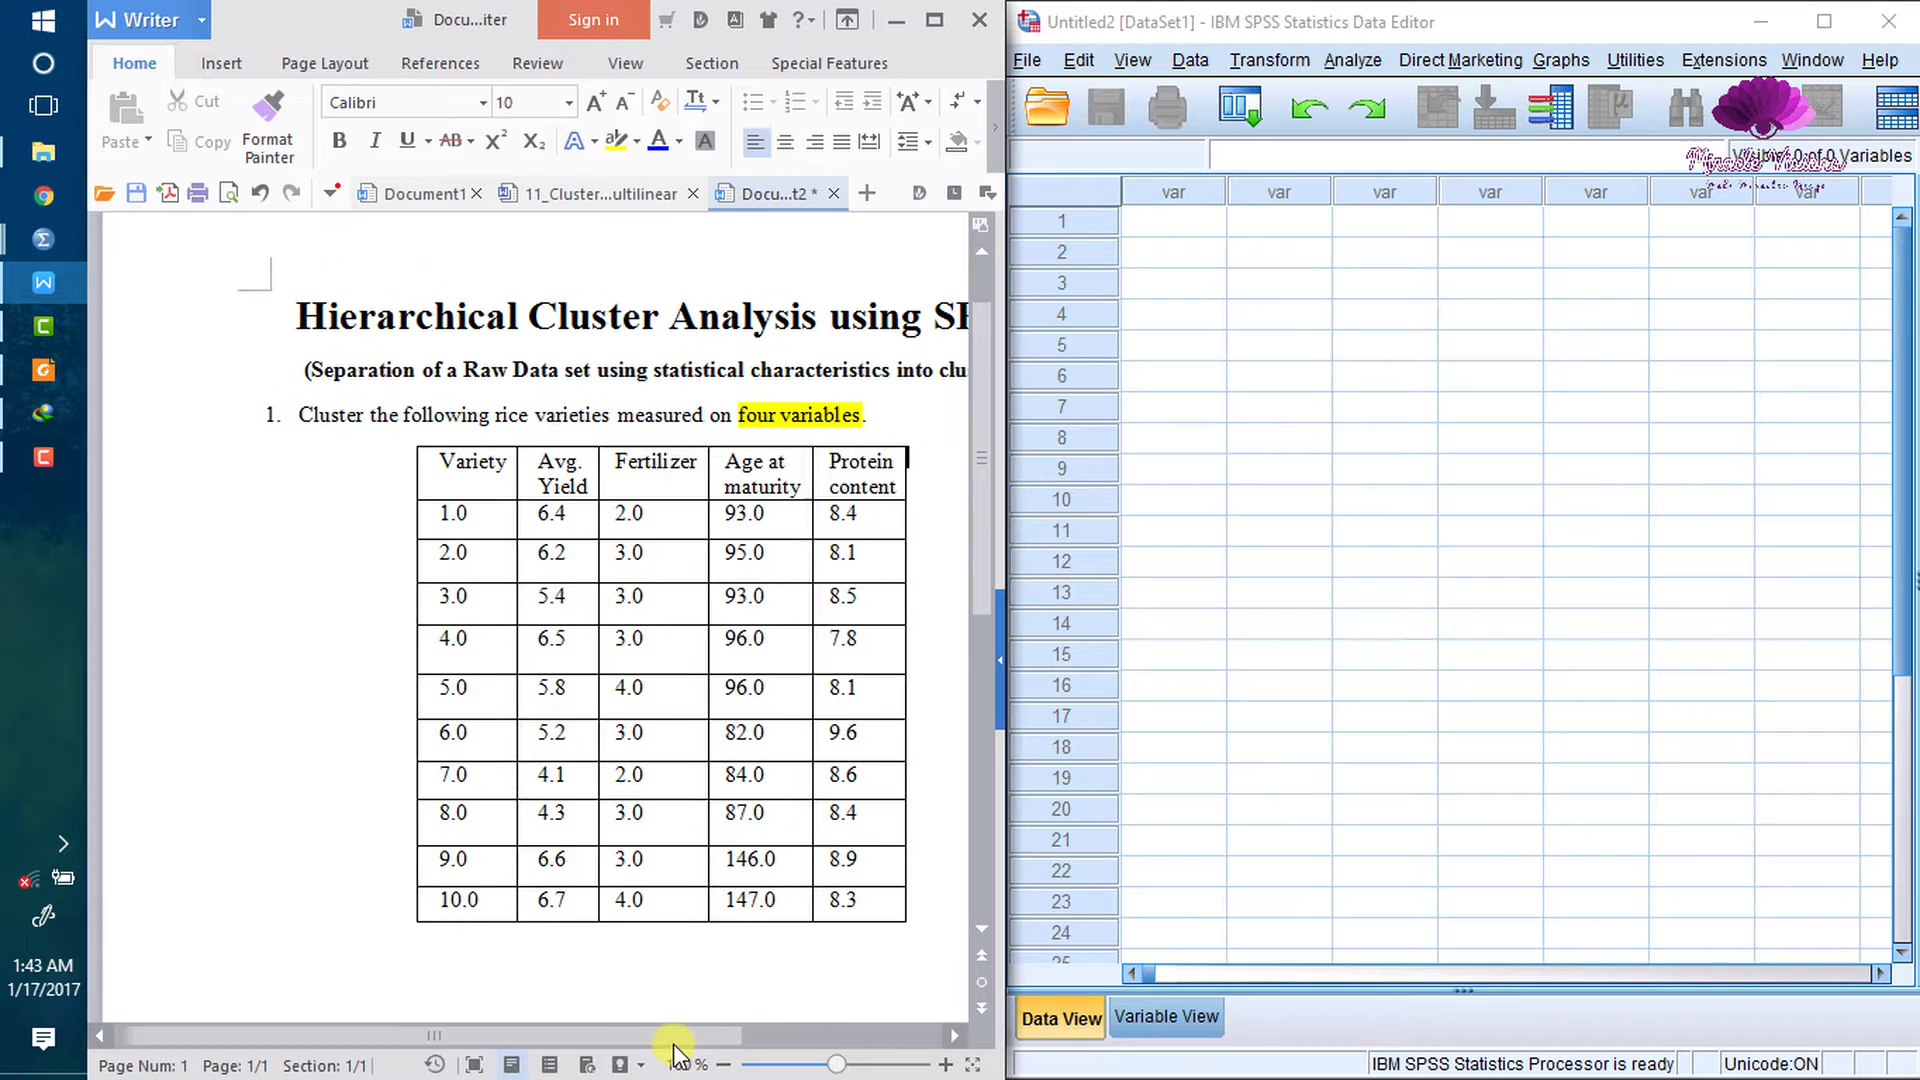 Writer
Docu...iter
Sign in
?
Home
Insert
Page Layout
References
Review
View
Section
Special Features
Paste
Cut
Copy
Format
Painter
Calibri
10
B I U AB X² X₂ A A A
Document1
11_Cluster...ultilinear
Docu...t2 *
Hierarchical Cluster Analysis using SP
(Separation of a Raw Data set using statistical characteristics into clu
1. Cluster the following rice varieties measured on four variables.
Variety Avg. Yield Fertilizer Age at maturity Protein content
1.0 6.4 2.0 93.0 8.4
2.0 6.2 3.0 95.0 8.1
3.0 5.4 3.0 93.0 8.5
4.0 6.5 3.0 96.0 7.8
5.0 5.8 4.0 96.0 8.1
6.0 5.2 3.0 82.0 9.6
7.0 4.1 2.0 84.0 8.6
8.0 4.3 3.0 87.0 8.4
9.0 6.6 3.0 146.0 8.9
10.0 6.7 4.0 147.0 8.3
Page Num: 1 Page: 1/1 Section: 1/1
%
1:43 AM
1/17/2017
Untitled2 [DataSet1] - IBM SPSS Statistics Data Editor
File Edit View Data Transform Analyze Direct Marketing Graphs Utilities Extensions Window Help
0 of 0 Variables
var var var var var var var
1
2
3
4
5
6
7
8
9
10
11
12
13
14
15
16
17
18
19
20
21
22
23
24
25
Data View
Variable View
IBM SPSS Statistics Processor is ready
Unicode:ON